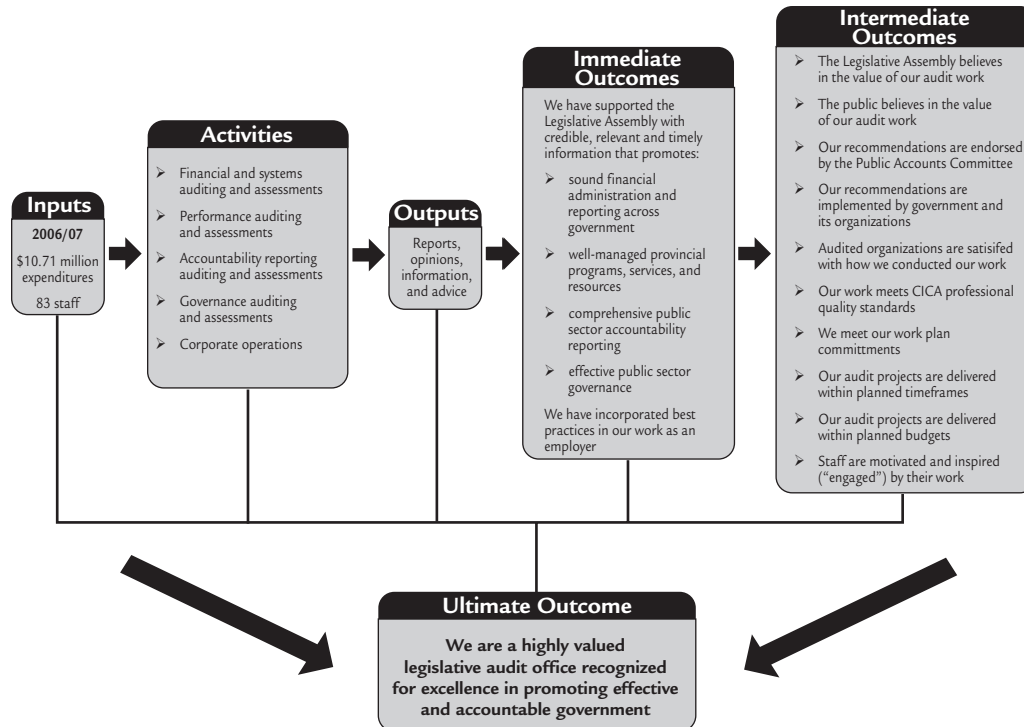 Inputs
2006/07
$10.71 million
expenditures
83 staff
Activities
➢ Financial and systems
auditing and assessments
➢ Performance auditing
and assessments
➢ Accountability reporting
auditing and assessments
➢ Governance auditing
and assessments
➢ Corporate operations
Outputs
Reports,
opinions,
information,
and advice
Immediate
Outcomes
We have supported the
Legislative Assembly with
credible, relevant and timely
information that promotes:
➢ sound financial
administration and
reporting across
government
➢ well-managed provincial
programs, services, and
resources
➢ comprehensive public
sector accountability
reporting
➢ effective public sector
governance
We have incorporated best
practices in our work as an
employer
Intermediate
Outcomes
➢ The Legislative Assembly believes
in the value of our audit work
➢ The public believes in the value
of our audit work
➢ Our recommendations are endorsed
by the Public Accounts Committee
➢ Our recommendations are
implemented by government and
its organizations
➢ Audited organizations are satisifed
with how we conducted our work
➢ Our work meets CICA professional
quality standards
➢ We meet our work plan
committments
➢ Our audit projects are delivered
within planned timeframes
➢ Our audit projects are delivered
within planned budgets
➢ Staff are motivated and inspired
(“engaged”) by their work
Ultimate Outcome
We are a highly valued
legislative audit office recognized
for excellence in promoting effective
and accountable government